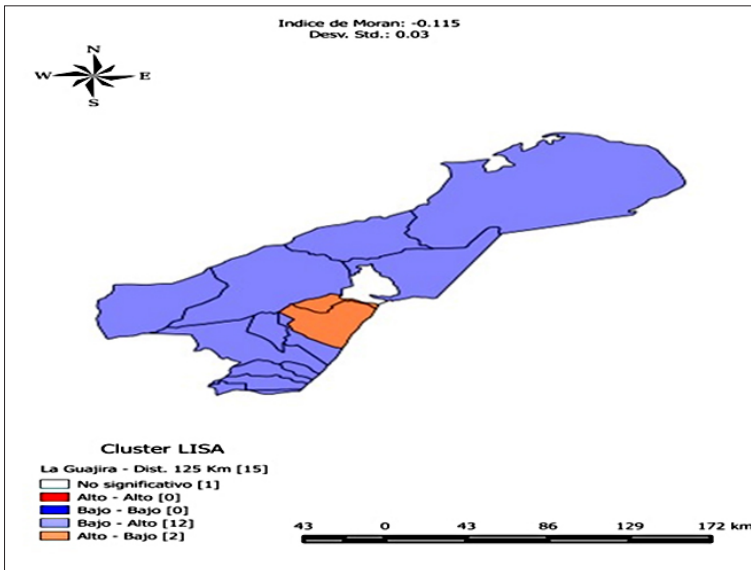 Indice de Moran: -0.115
Desv. Std.: 0.03
N
W E
S
Cluster LISA
La Guajira - Dist. 125 Km [15]
No significativo [1]
Alto - Alto [0]
Bajo - Bajo [0]
Bajo - Alto [12]
Alto - Bajo [2]
43 0 43 86 129 172 km